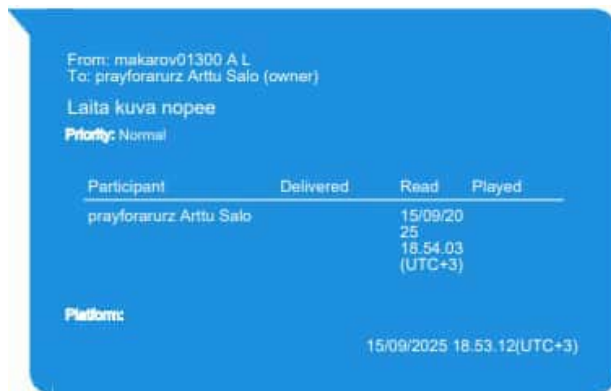 From: makarov01300 A L
To: prayforarurz Arttu Salo (owner)
Laita kuva nopee
Priority: Normal
Participant Delivered Read Played
prayforarurz Arttu Salo 15/09/20
25
18.54.03
(UTC+3)
Platform:
15/09/2025 18.53.12(UTC+3)